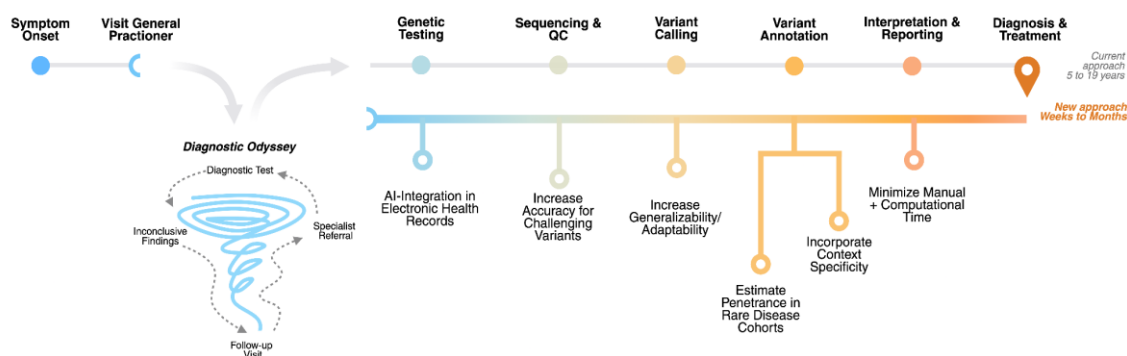 Symptom
Onset
Visit General
Practioner
Genetic
Testing
Sequencing &
QC
Variant
Calling
Variant
Annotation
Interpretation &
Reporting
Diagnosis &
Treatment
Current
approach
5 to 19 years
New approach
Weeks to Months
Diagnostic Odyssey
Diagnostic Test
Inconclusive
Findings
Specialist
Referral
Follow-up
Visit
AI-Integration in
Electronic Health
Records
Increase
Accuracy for
Challenging
Variants
Increase
Generalizability/
Adaptability
Estimate
Penetrance in
Rare Disease
Cohorts
Incorporate
Context
Specificity
Minimize Manual
+ Computational
Time